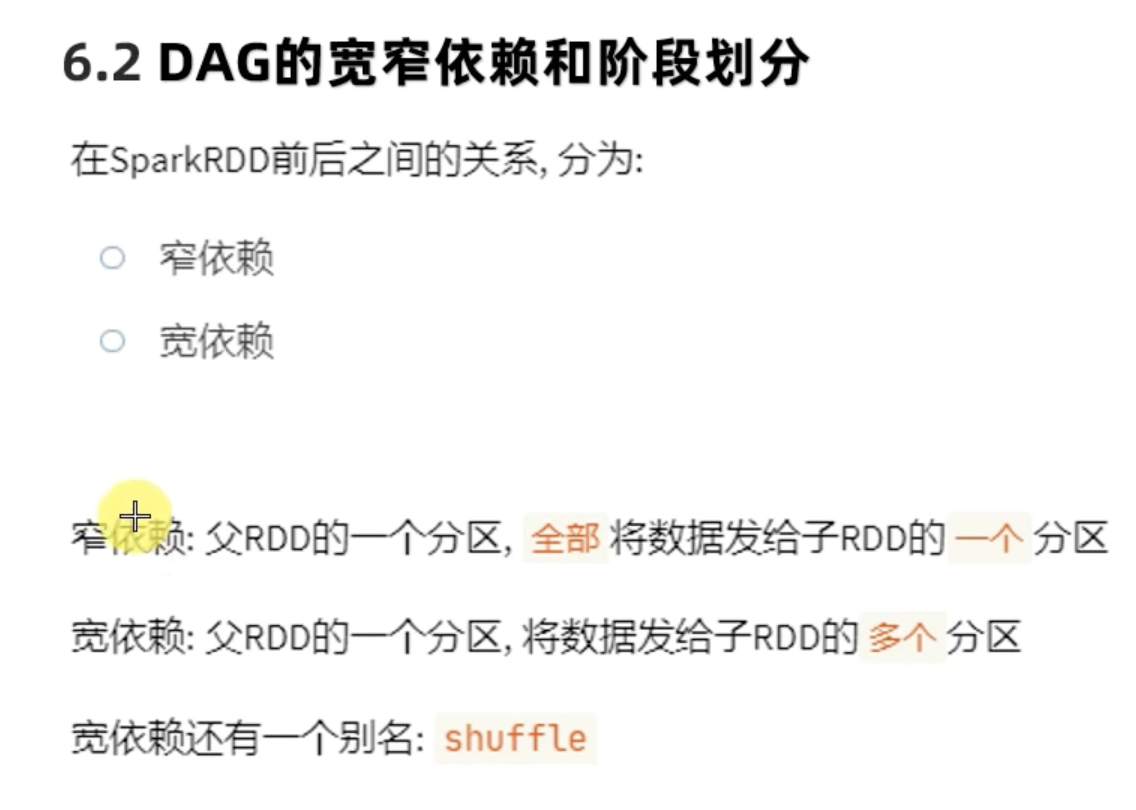 6.2 DAG的宽窄依赖和阶段划分
在SparkRDD前后之间的关系, 分为:
窄依赖
宽依赖
窄依赖: 父RDD的一个分区, 全部 将数据发给子RDD的 一个 分区
宽依赖: 父RDD的一个分区, 将数据发给子RDD的 多个 分区
宽依赖还有一个别名: shuffle